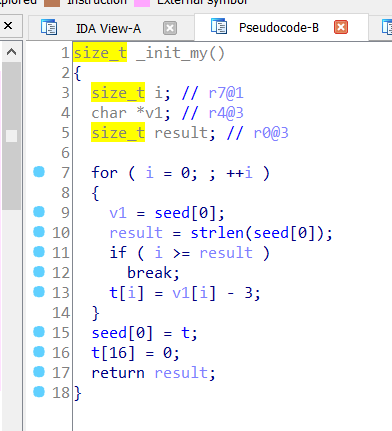 plored Instruction External symbol
IDA View-A Pseudocode-B
1 size_t _init_my()
2 {
3 size_t i; // r7@1
4 char *v1; // r4@3
5 size_t result; // r0@3
6
7 for ( i = 0; ; ++i )
8 {
9 v1 = seed[0];
10 result = strlen(seed[0]);
11 if ( i >= result )
12 break;
13 t[i] = v1[i] - 3;
14 }
15 seed[0] = t;
16 t[16] = 0;
17 return result;
18 }